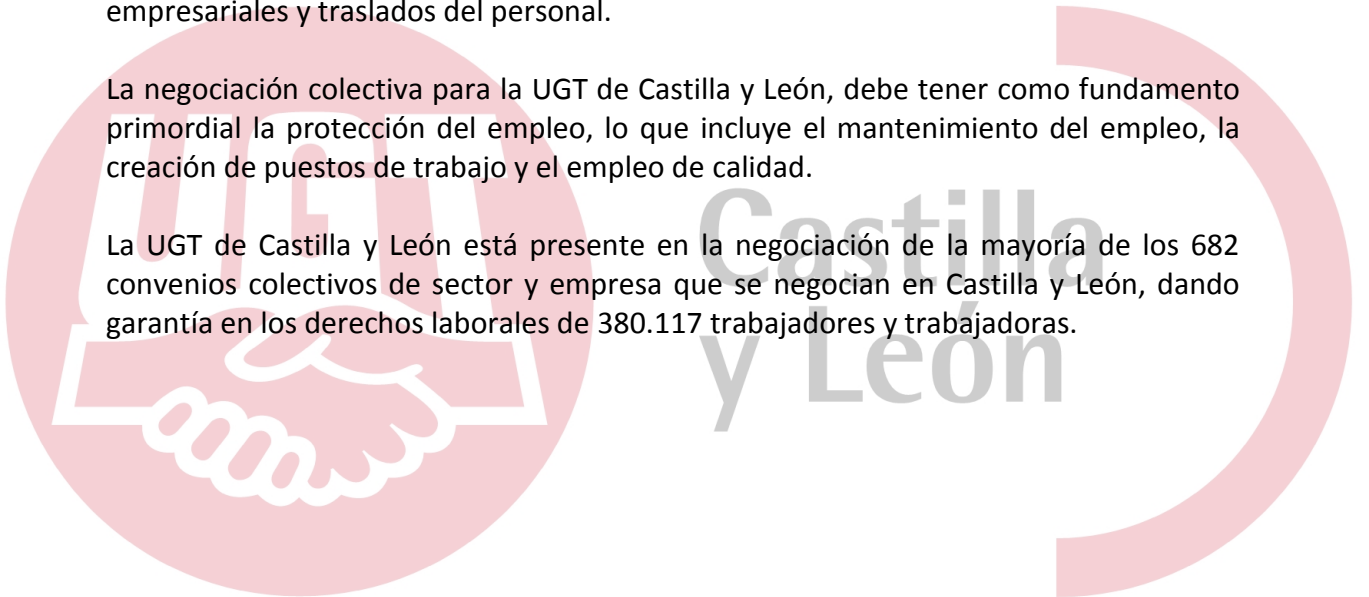 empresariales y traslados del personal.
La negociación colectiva para la UGT de Castilla y León, debe tener como fundamento
primordial la protección del empleo, lo que incluye el mantenimiento del empleo, la
creación de puestos de trabajo y el empleo de calidad.
La UGT de Castilla y León está presente en la negociación de la mayoría de los 682
convenios colectivos de sector y empresa que se negocian en Castilla y León, dando
garantía en los derechos laborales de 380.117 trabajadores y trabajadoras.
UGT
Castilla
y León